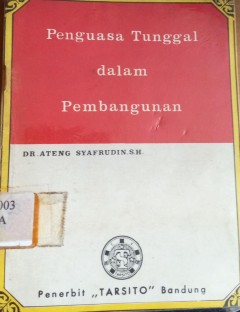 Penguasa Tunggal
dalam
Pembangunan
DR.ATENG SYAFRUDIN.S.H.
003
A
Penerbit „TARSITO" Bandung